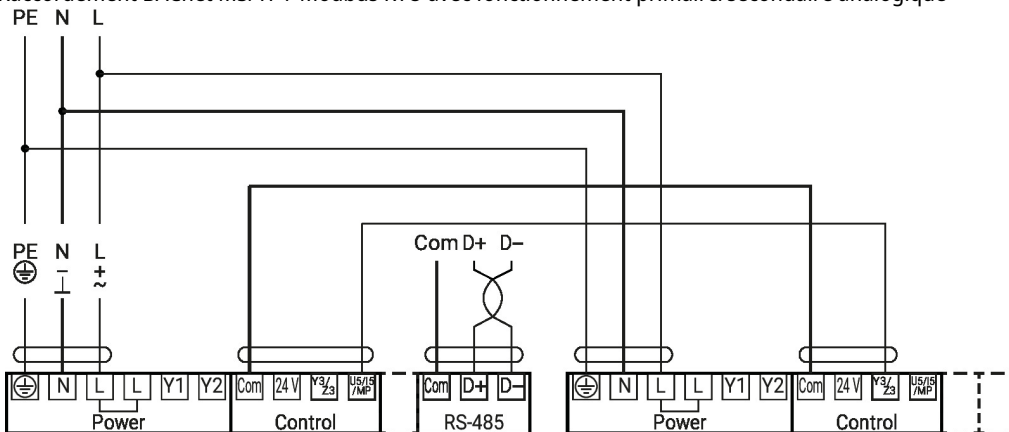 PE N L
Com D+ D−
PE N L
−
+
~
N L L Y1 Y2 Com 24 V Y3/Z3 U5/I5/MP Com D+ D− N L L Y1 Y2 Com 24 V Y3/Z3 U5/I5/MP
Power Control RS-485 Power Control